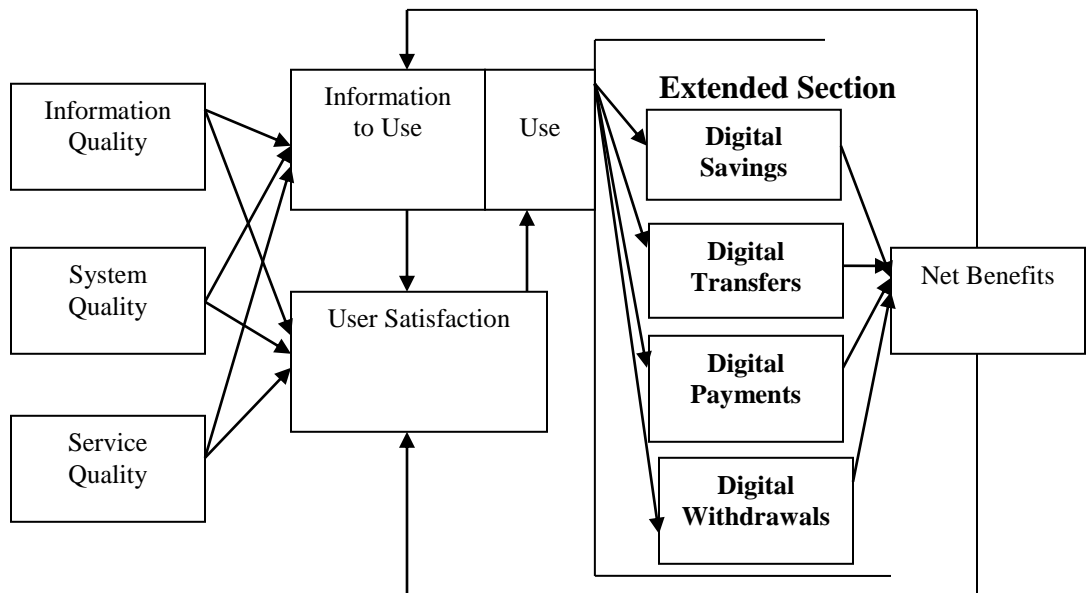 Information
Quality
System
Quality
Service
Quality
Information
to Use
Use
User Satisfaction
Extended Section
Digital
Savings
Digital
Transfers
Digital
Payments
Digital
Withdrawals
Net Benefits